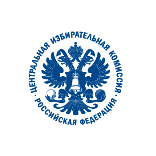 ЦЕНТРАЛЬНАЯ ИЗБИРАТЕЛЬНАЯ КОМИССИЯ
РОССИЙСКАЯ ФЕДЕРАЦИЯ